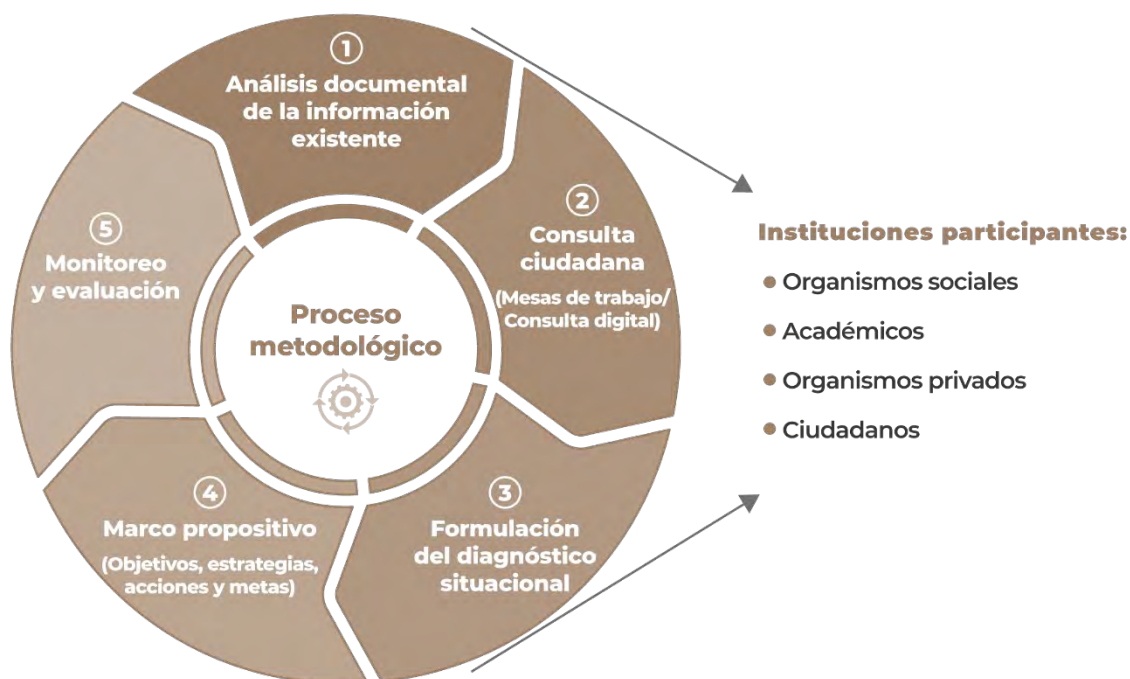 1
Análisis documental
de la información
existente
2
Consulta
ciudadana
(Mesas de trabajo/
Consulta digital)
3
Formulación
del diagnóstico
situacional
4
Marco propositivo
(Objetivos, estrategias,
acciones y metas)
5
Monitoreo
y evaluación
Proceso
metodológico
Instituciones participantes:
• Organismos sociales
• Académicos
• Organismos privados
• Ciudadanos